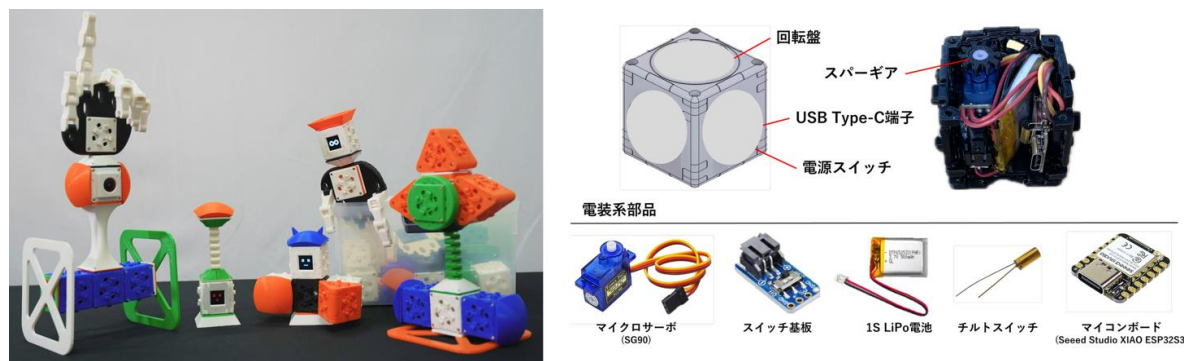 回転盤
スパーギア
USB Type-C端子
電源スイッチ
電装系部品
マイクロサーボ
(SG90)
スイッチ基板
1S LiPo電池
チルトスイッチ
マイコンボード
(Seeed Studio XIAO ESP32S3